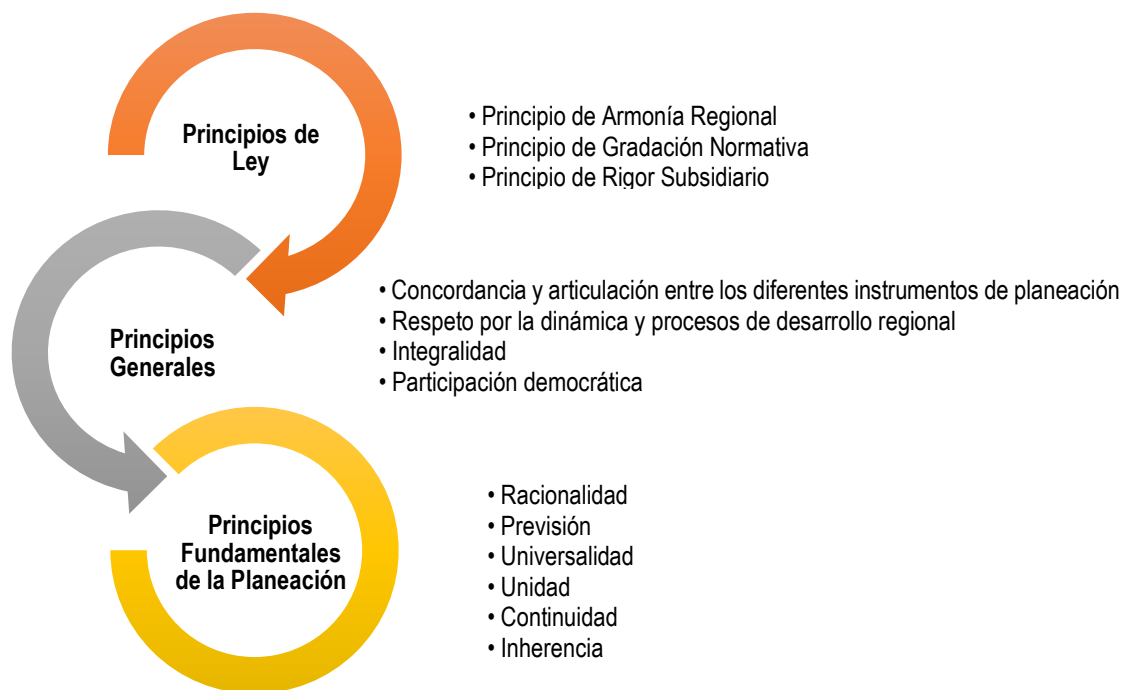 Principios de
Ley
• Principio de Armonía Regional
• Principio de Gradación Normativa
• Principio de Rigor Subsidiario
Principios
Generales
• Concordancia y articulación entre los diferentes instrumentos de planeación
• Respeto por la dinámica y procesos de desarrollo regional
• Integralidad
• Participación democrática
Principios
Fundamentales
de la Planeación
• Racionalidad
• Previsión
• Universalidad
• Unidad
• Continuidad
• Inherencia